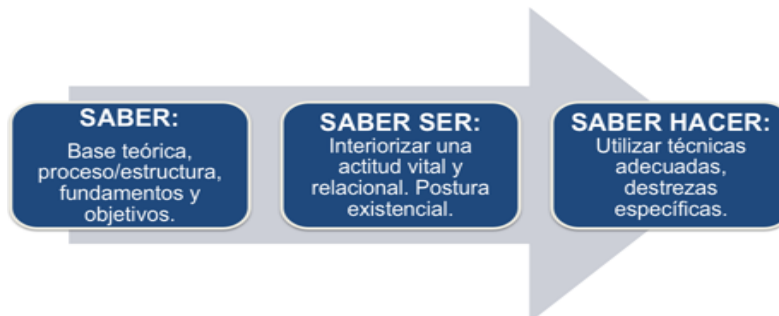 SABER:
Base teórica,
proceso/estructura,
fundamentos y
objetivos.
SABER SER:
Interiorizar una
actitud vital y
relacional. Postura
existencial.
SABER HACER:
Utilizar técnicas
adecuadas,
destrezas
específicas.